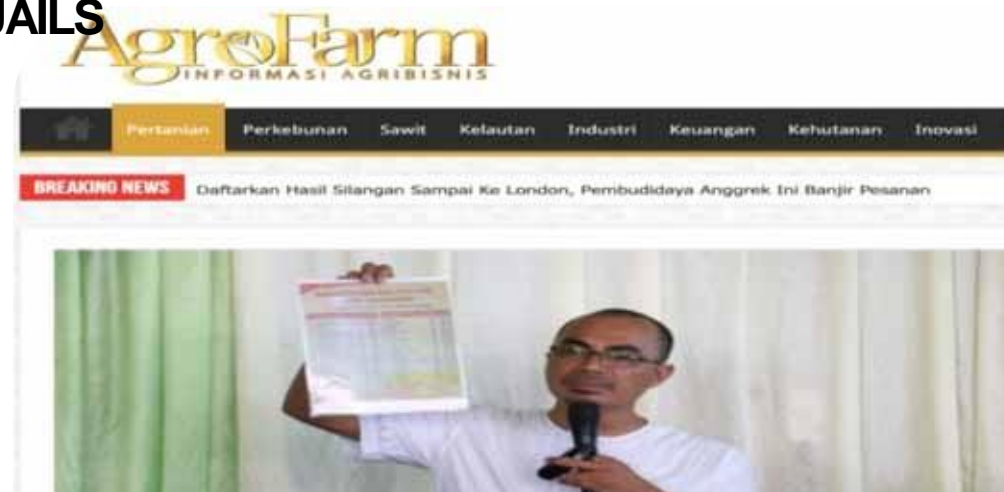 AILS
AgroFarm
INFORMASI AGRIBISNIS
Pertanian Perkebunan Sawit Kelautan Industri Keuangan Kehutanan Inovasi
BREAKING NEWS Daftarkan Hasil Silangan Sampai Ke London, Pembudidaya Anggrek Ini Banjir Pesanan